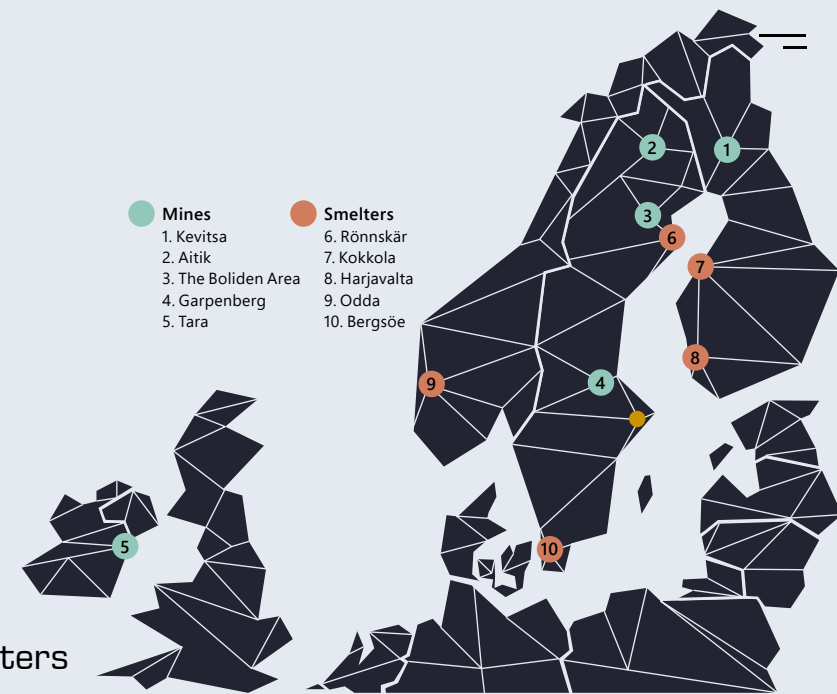 Mines
1. Kevitsa
2. Aitik
3. The Boliden Area
4. Garpenberg
5. Tara
Smelters
6. Rönnskär
7. Kokkola
8. Harjavalta
9. Odda
10. Bergsöe
2
1
3
6
7
8
9
4
5
10
ters